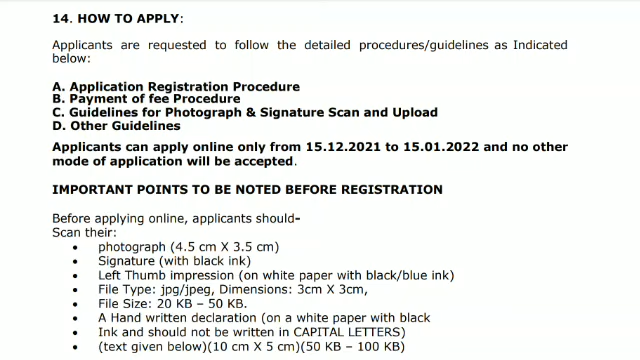 14. HOW TO APPLY:
Applicants are requested to follow the detailed procedures/guidelines as Indicated
below:
A. Application Registration Procedure
B. Payment of fee Procedure
C. Guidelines for Photograph & Signature Scan and Upload
D. Other Guidelines
Applicants can apply online only from 15.12.2021 to 15.01.2022 and no other
mode of application will be accepted.
IMPORTANT POINTS TO BE NOTED BEFORE REGISTRATION
Before applying online, applicants should-
Scan their:
• photograph (4.5 cm X 3.5 cm)
• Signature (with black ink)
• Left Thumb impression (on white paper with black/blue ink)
• File Type: jpg/jpeg, Dimensions: 3cm X 3cm,
• File Size: 20 KB – 50 KB.
• A Hand written declaration (on a white paper with black
• Ink and should not be written in CAPITAL LETTERS)
• (text given below)(10 cm X 5 cm)(50 KB – 100 KB)